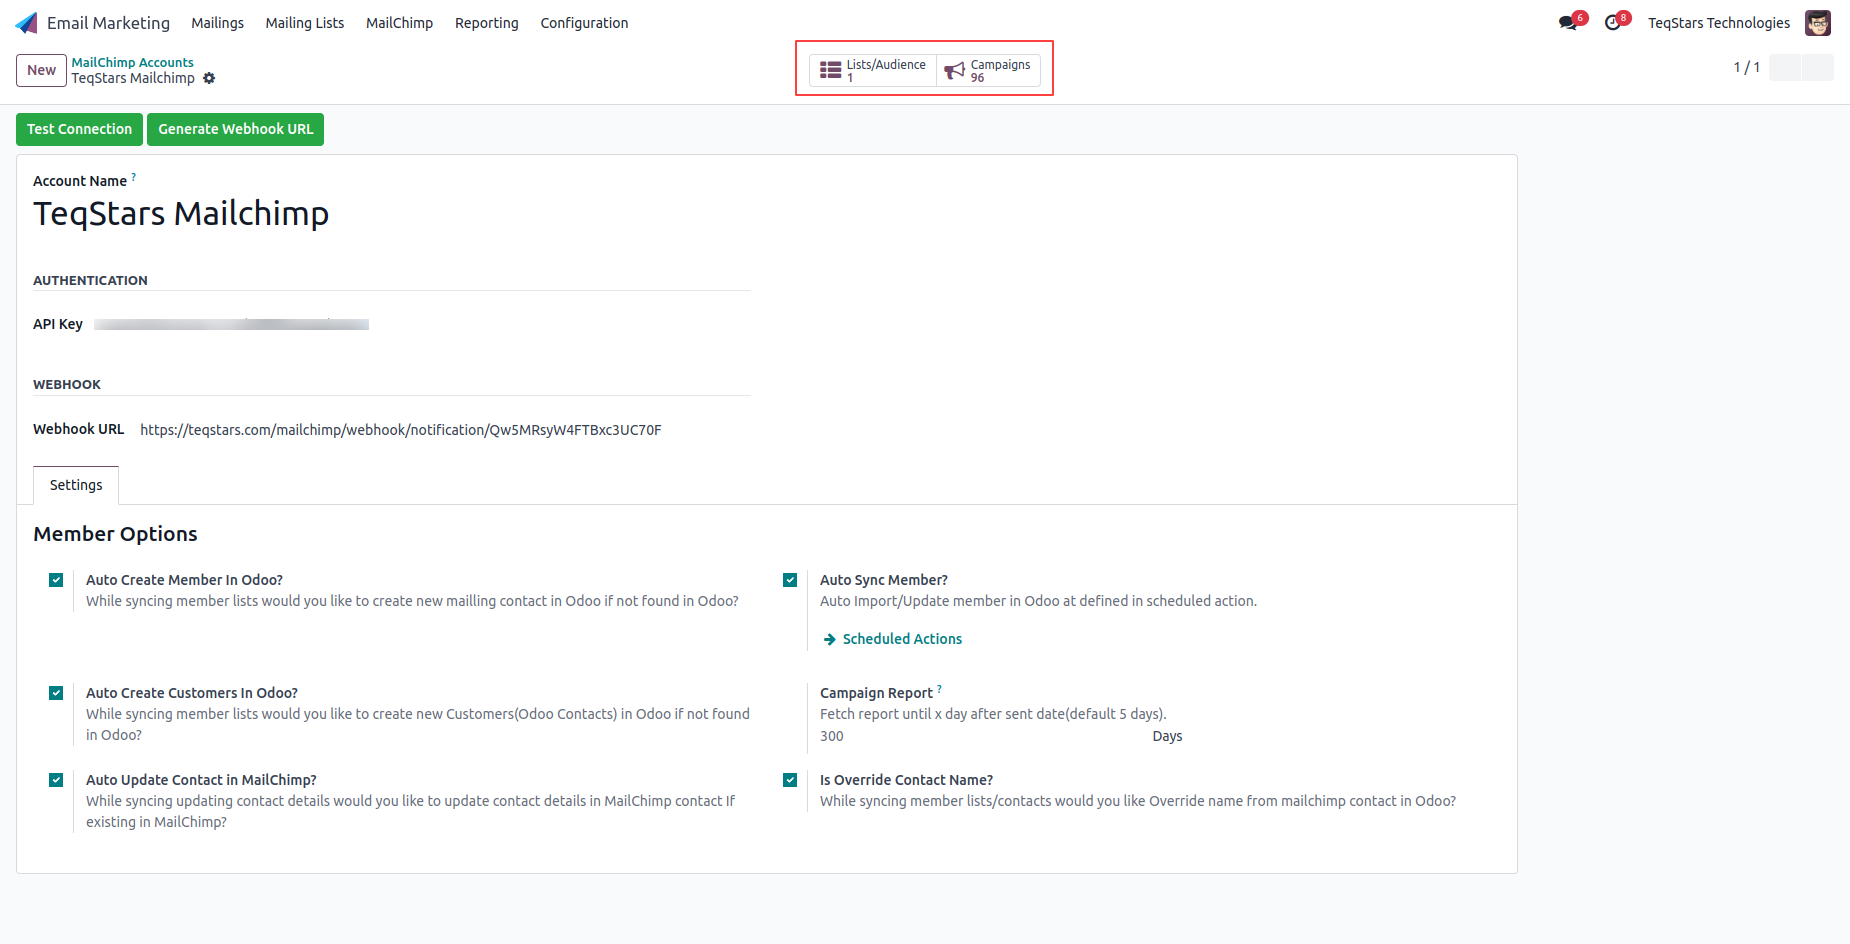 Email Marketing Mailings Mailing Lists MailChimp Reporting Configuration 6 8 TeqStars Technologies
New MailChimp Accounts
TeqStars Mailchimp
Lists/Audience
1
Campaigns
96
1 / 1
Test Connection Generate Webhook URL
Account Name ?
TeqStars Mailchimp
AUTHENTICATION
API Key
WEBHOOK
Webhook URL https://teqstars.com/mailchimp/webhook/notification/Qw5MRsyW4FTBxc3UC70F
Settings
Member Options
Auto Create Member In Odoo?
While syncing member lists would you like to create new mailling contact in Odoo if not found in Odoo?
Auto Sync Member?
Auto Import/Update member in Odoo at defined in scheduled action.
Scheduled Actions
Auto Create Customers In Odoo?
While syncing member lists would you like to create new Customers(Odoo Contacts) in Odoo if not found
in Odoo?
Campaign Report ?
Fetch report until x day after sent date(default 5 days).
300 Days
Auto Update Contact in MailChimp?
While syncing updating contact details would you like to update contact details in MailChimp contact If
existing in MailChimp?
Is Override Contact Name?
While syncing member lists/contacts would you like Override name from mailchimp contact in Odoo?